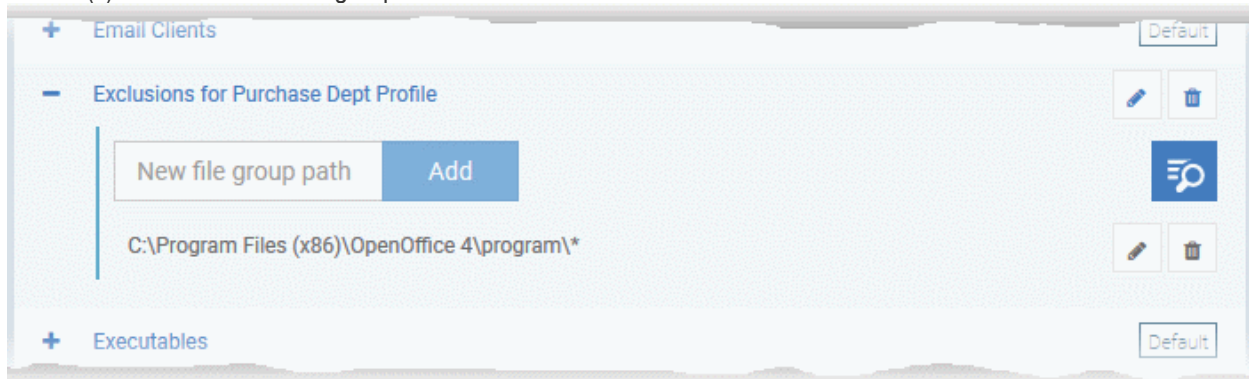 Email Clients
Default
Exclusions for Purchase Dept Profile
New file group path
Add
C:\Program Files (x86)\OpenOffice 4\program\*
Executables
Default